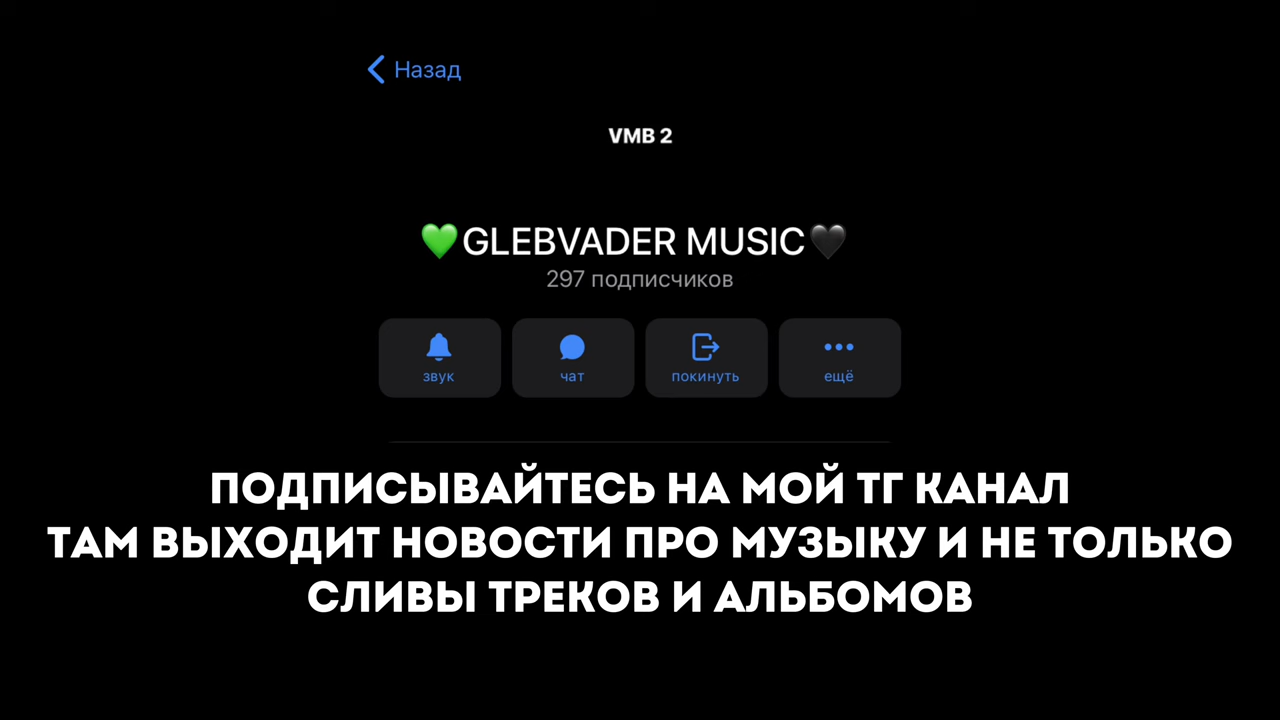 Назад
VMB 2
💚GLEBVADER MUSIC🖤
297 подписчиков
звук
чат
покинуть
ещё
ПОДПИСЫВАЙТЕСЬ НА МОЙ ТГ КАНАЛ
ТАМ ВЫХОДИТ НОВОСТИ ПРО МУЗЫКУ И НЕ ТОЛЬКО
СЛИВЫ ТРЕКОВ И АЛЬБОМОВ